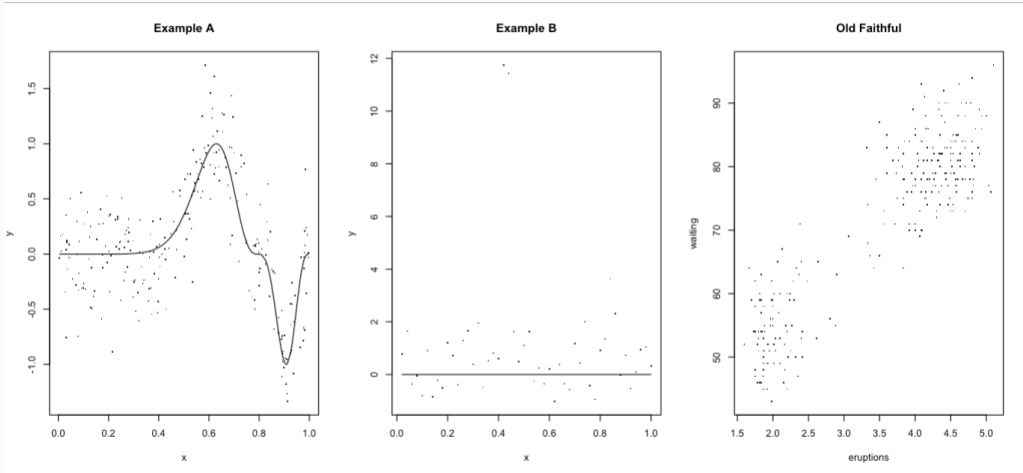 Example A
1.5
1.0
0.5
0.0
-0.5
-1.0
y
0.0 0.2 0.4 0.6 0.8 1.0
x
Example B
12
10
8
6
4
2
0
y
0.0 0.2 0.4 0.6 0.8 1.0
x
Old Faithful
90
80
70
60
50
waiting
1.5 2.0 2.5 3.0 3.5 4.0 4.5 5.0
eruptions